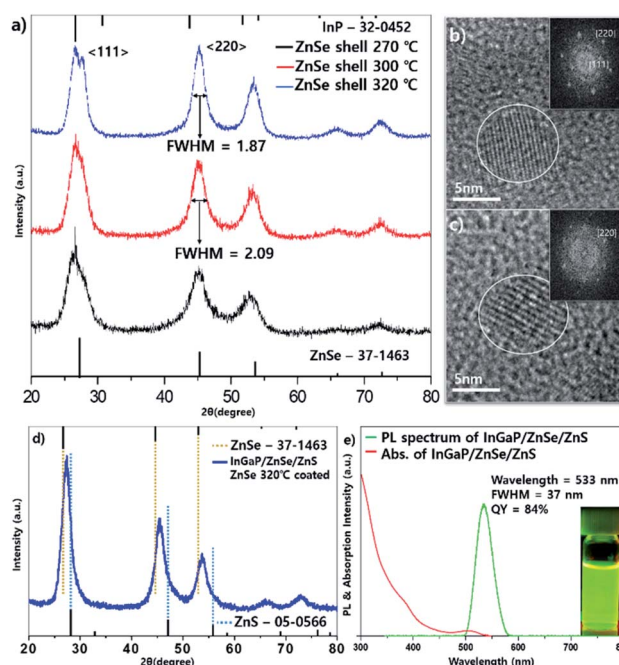 a)
InP – 32-0452
<111>
<220>
ZnSe shell 270 ℃
ZnSe shell 300 ℃
ZnSe shell 320 ℃
FWHM = 1.87
FWHM = 2.09
ZnSe – 37-1463
Intensity (a.u.)
20 30 40 50 60 70 80
2θ(degree)
b)
[220]
[111]
5nm
c)
[220]
5nm
d)
ZnSe – 37-1463
InGaP/ZnSe/ZnS
ZnSe 320℃ coated
ZnS – 05-0566
Intensity (a.u.)
20 30 40 50 60 70 80
2θ(degree)
e)
PL spectrum of InGaP/ZnSe/ZnS
Abs. of InGaP/ZnSe/ZnS
Wavelength = 533 nm
FWHM = 37 nm
QY = 84%
PL & Absorption Intensity (a.u.)
300 400 500 600 700 800
Wavelength (nm)